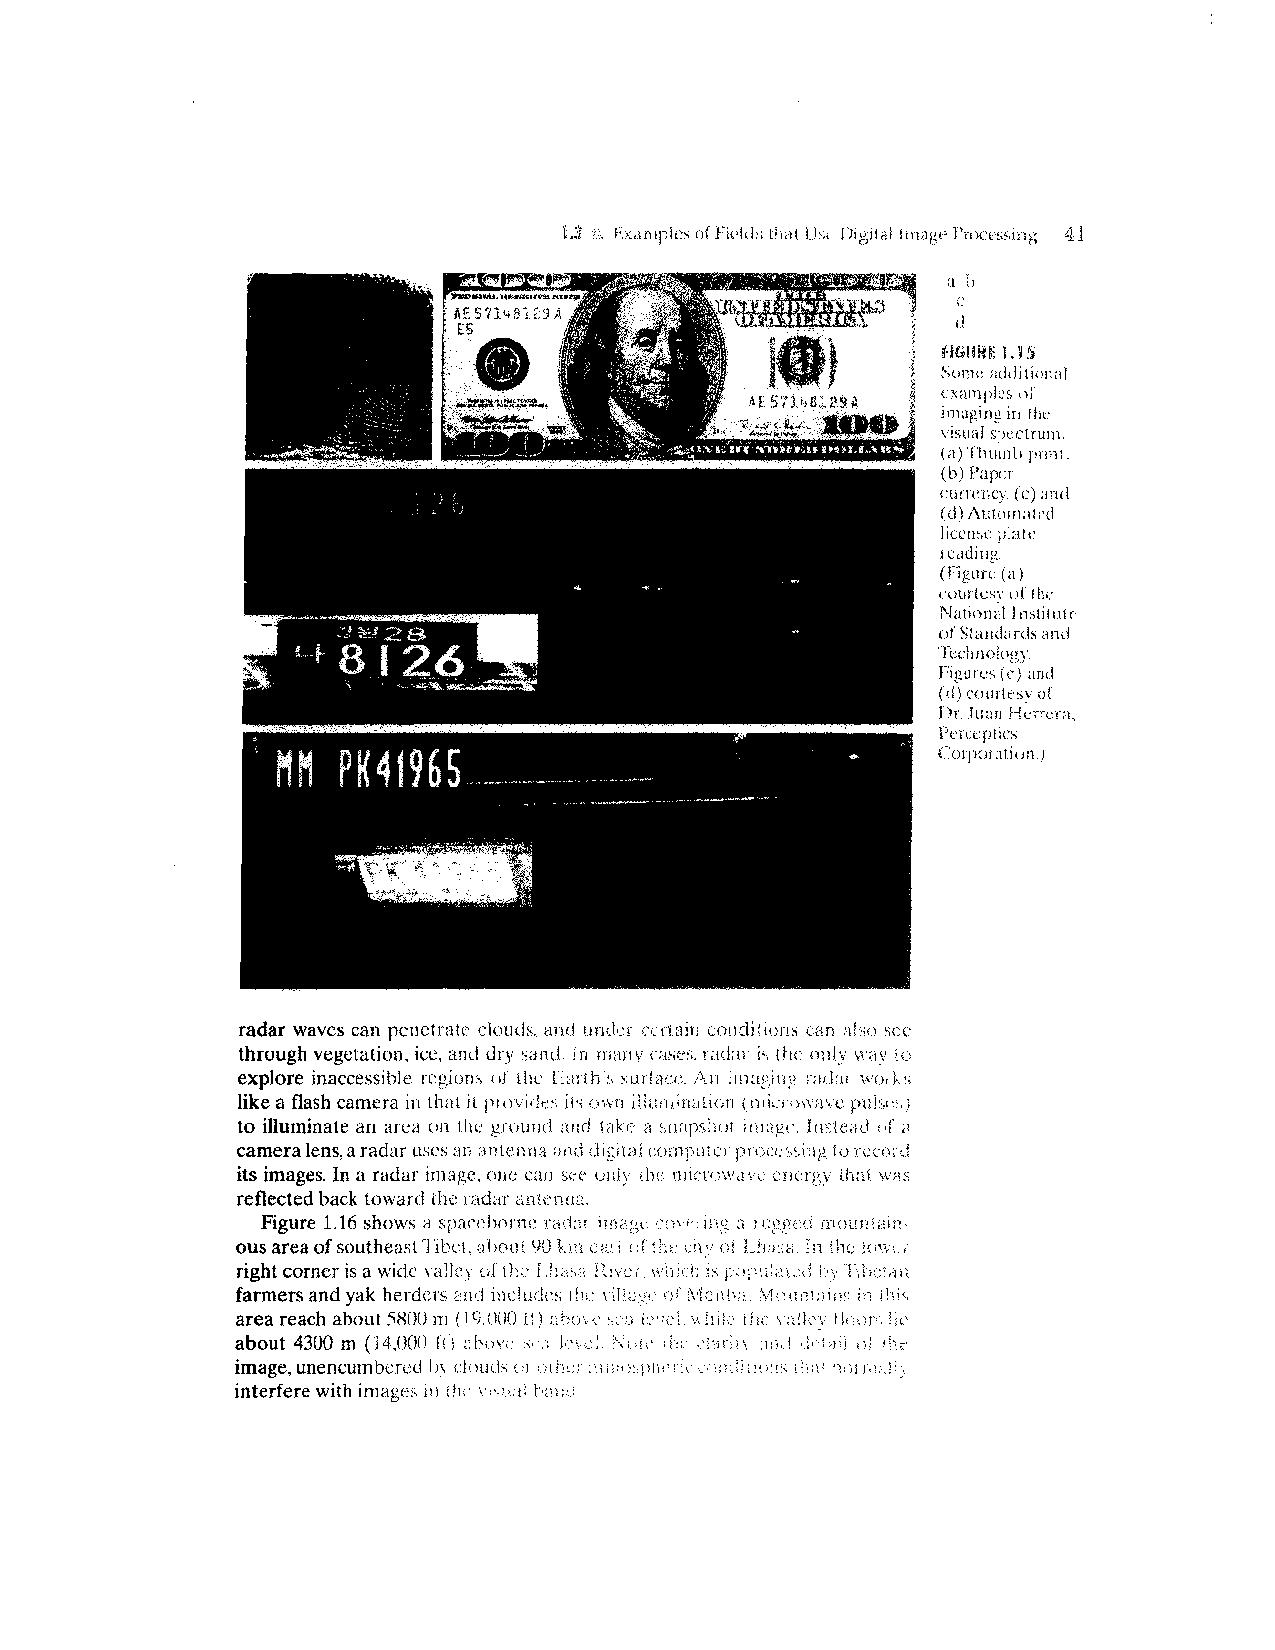 1.3 Examples of Fields that Use Digital Image Processing 41
a b
c
d
FIGURE 1.15
Some additional
examples of
imaging in the
visual spectrum.
(a) Thumb print.
(b) Paper
currency. (c) and
(d) Automated
license plate
reading.
(Figure (a)
courtesy of the
National Institute
of Standards and
Technology.
Figures (c) and
(d) courtesy of
Dr. Juan Herrera,
Perceptics
Corporation.)
AE57148129A
E5
AE57148129A
100
100
DOLLARS
126
28
8126
MM PK41965
radar waves can penetrate clouds, and under certain conditions can also see
through vegetation, ice, and dry sand. In many cases, radar is the only way to
explore inaccessible regions of the Earth's surface. An imaging radar works
like a flash camera in that it provides its own illumination (microwave pulses)
to illuminate an area on the ground and take a snapshot image. Instead of a
camera lens, a radar uses an antenna and digital computer processing to record
its images. In a radar image, one can see only the microwave energy that was
reflected back toward the radar antenna.
Figure 1.16 shows a spaceborne radar image covering a rugged mountain-
ous area of southeast Tibet, about 90 km east of the city of Lhasa. In the lower
right corner is a wide valley of the Lhasa River, which is populated by Tibetan
farmers and yak herders and includes the village of Menba. Mountains in this
area reach about 5800 m (19,000 ft) above sea level, while the valley floors lie
about 4300 m (14,000 ft) above sea level. Note the clarity and detail of the
image, unencumbered by clouds or other atmospheric conditions that normally
interfere with images in the visual band.